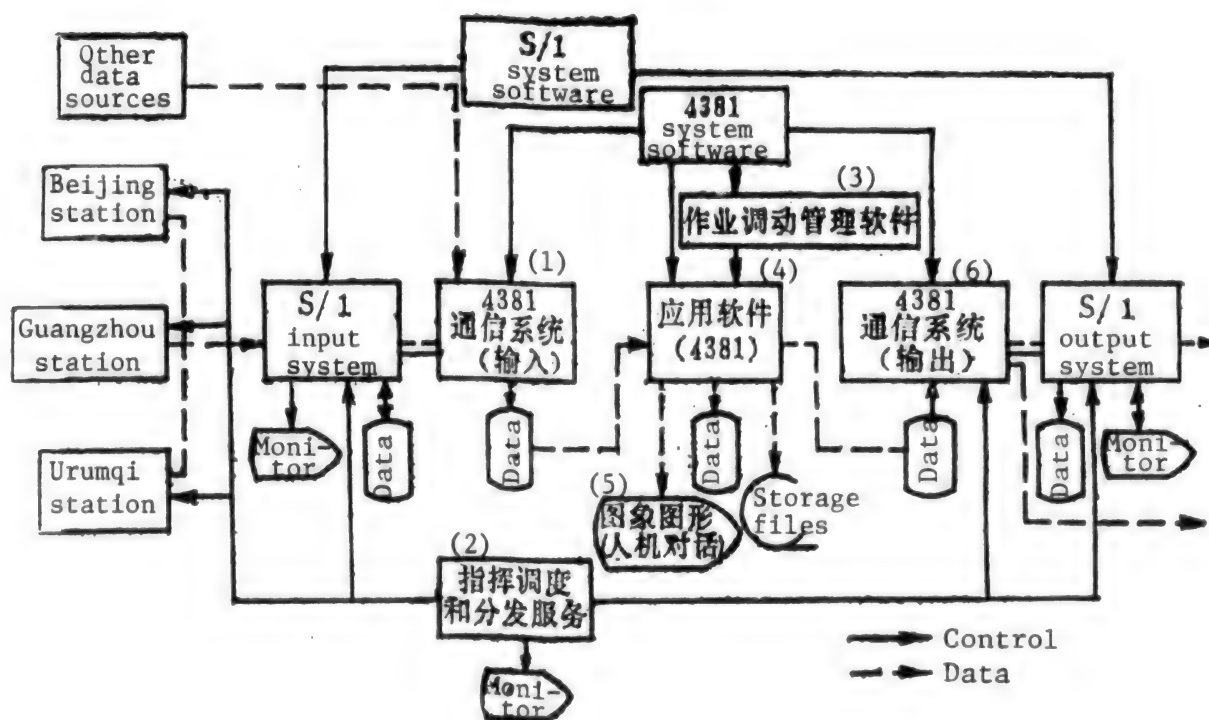 Other
data
sources
S/1
system
software
4381
system
software
Beijing
station
(3)
作业调动管理软件
Guangzhou
station
S/1
input
system
(1)
4381
通信系统
(输入)
(4)
应用软件
(4381)
(6)
4381
通信系统
(输出)
S/1
output
system
Urumqi
station
Moni-
tor
Data
Data
Data
Data
Data
Moni-
tor
(5)
图象图形
(人机对话)
Storage
files
(2)
指挥调度
和分发服务
Moni-
tor
Control
Data